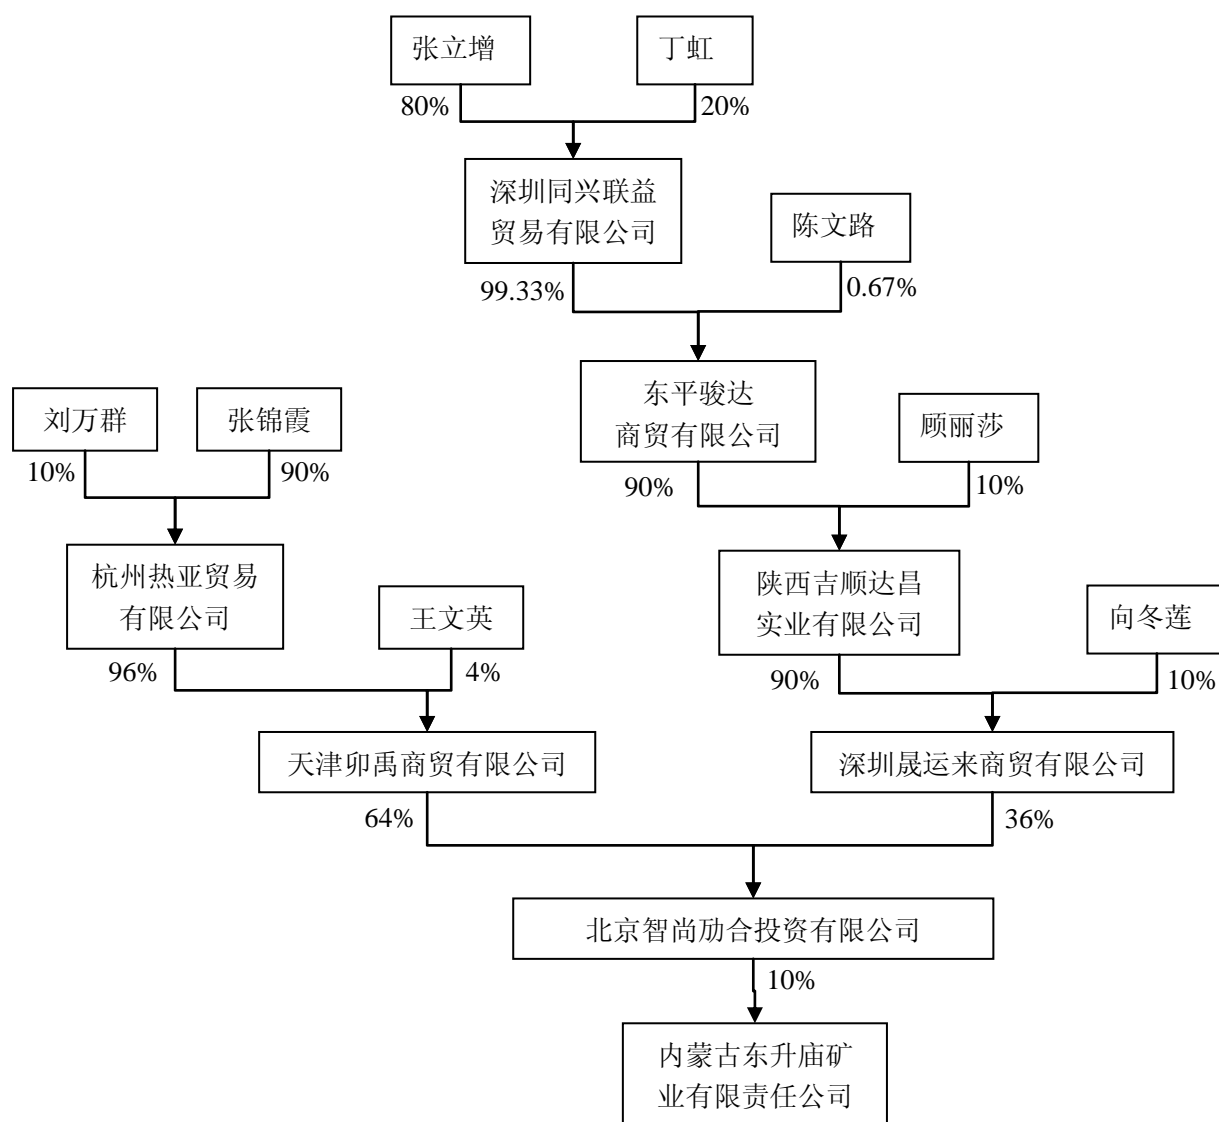 张立增
丁虹
80%
20%
深圳同兴联益
贸易有限公司
陈文路
99.33%
0.67%
东平骏达
商贸有限公司
顾丽莎
刘万群
张锦霞
10%
90%
90%
10%
杭州热亚贸易
有限公司
王文英
陕西吉顺达昌
实业有限公司
向冬莲
96%
4%
90%
10%
天津卯禹商贸有限公司
深圳晟运来商贸有限公司
64%
36%
北京智尚劢合投资有限公司
10%
内蒙古东升庙矿
业有限责任公司